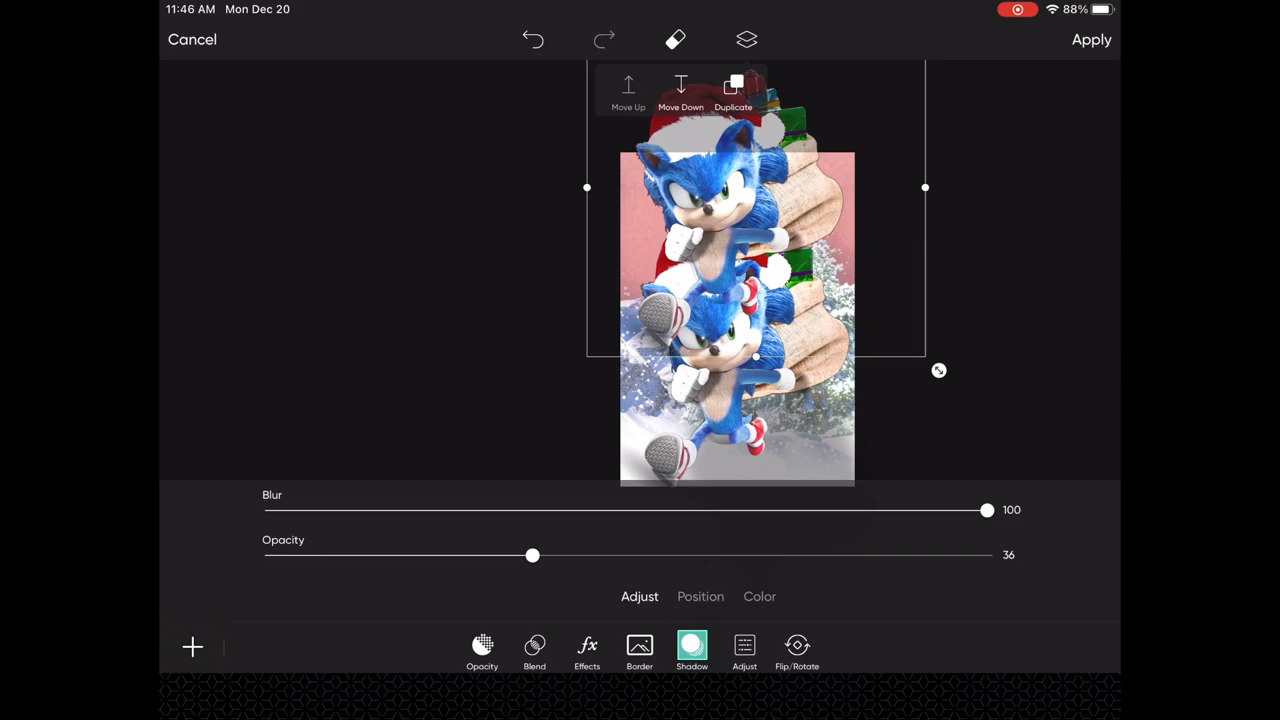 11:46 AM Mon Dec 20
88%
Cancel
Apply
Move Up Move Down Duplicate
Blur
100
Opacity
36
Adjust Position Color
fx
Opacity Blend Effects Border Shadow Adjust Flip/Rotate